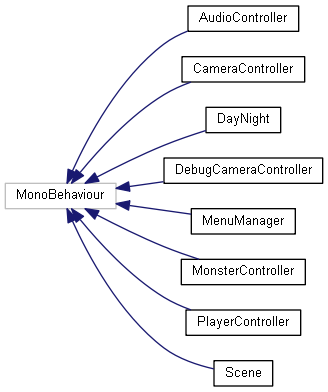 AudioController
CameraController
DayNight
DebugCameraController
MonoBehaviour
MenuManager
MonsterController
PlayerController
Scene